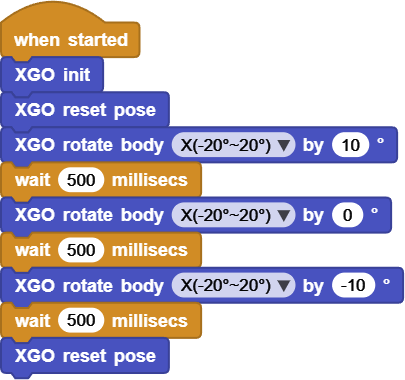 when started
XGO init
XGO reset pose
XGO rotate body X(-20°~20°) by 10 °
wait 500 millisecs
XGO rotate body X(-20°~20°) by 0 °
wait 500 millisecs
XGO rotate body X(-20°~20°) by -10 °
wait 500 millisecs
XGO reset pose